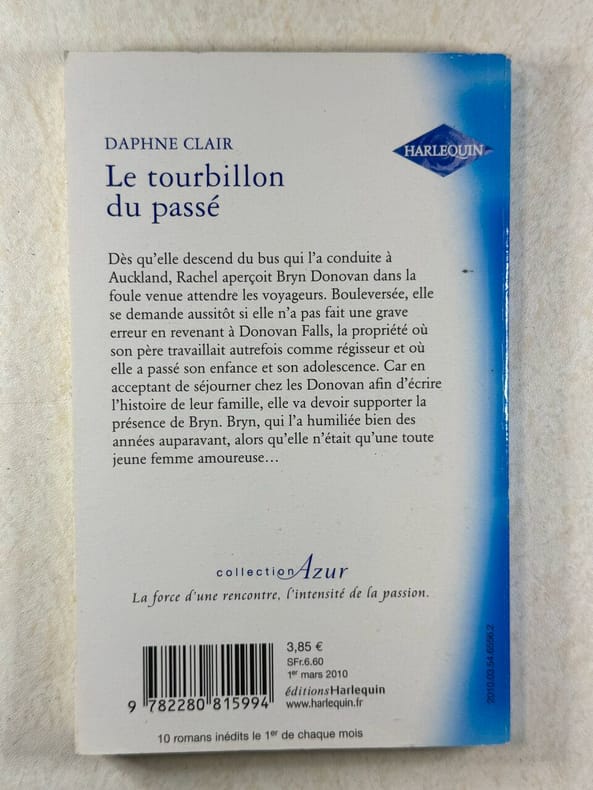 DAPHNE CLAIR
HARLEQUIN
Le tourbillon
du passé
Dès qu'elle descend du bus qui l'a conduite à
Auckland, Rachel aperçoit Bryn Donovan dans la
foule venue attendre les voyageurs. Bouleversée, elle
se demande aussitôt si elle n'a pas fait une grave
erreur en revenant à Donovan Falls, la propriété où
son père travaillait autrefois comme régisseur et où
elle a passé son enfance et son adolescence. Car en
acceptant de séjourner chez les Donovan afin d'écrire
l'histoire de leur famille, elle va devoir supporter la
présence de Bryn. Bryn, qui l'a humiliée bien des
années auparavant, alors qu'elle n'était qu'une toute
jeune femme amoureuse…
collection Azur
La force d'une rencontre, l'intensité de la passion.
3,85 €
SFr.6.60
1er mars 2010
éditionsHarlequin
www.harlequin.fr
9 782280 815994
10 romans inédits le 1er de chaque mois
2010.03.54.6556.2